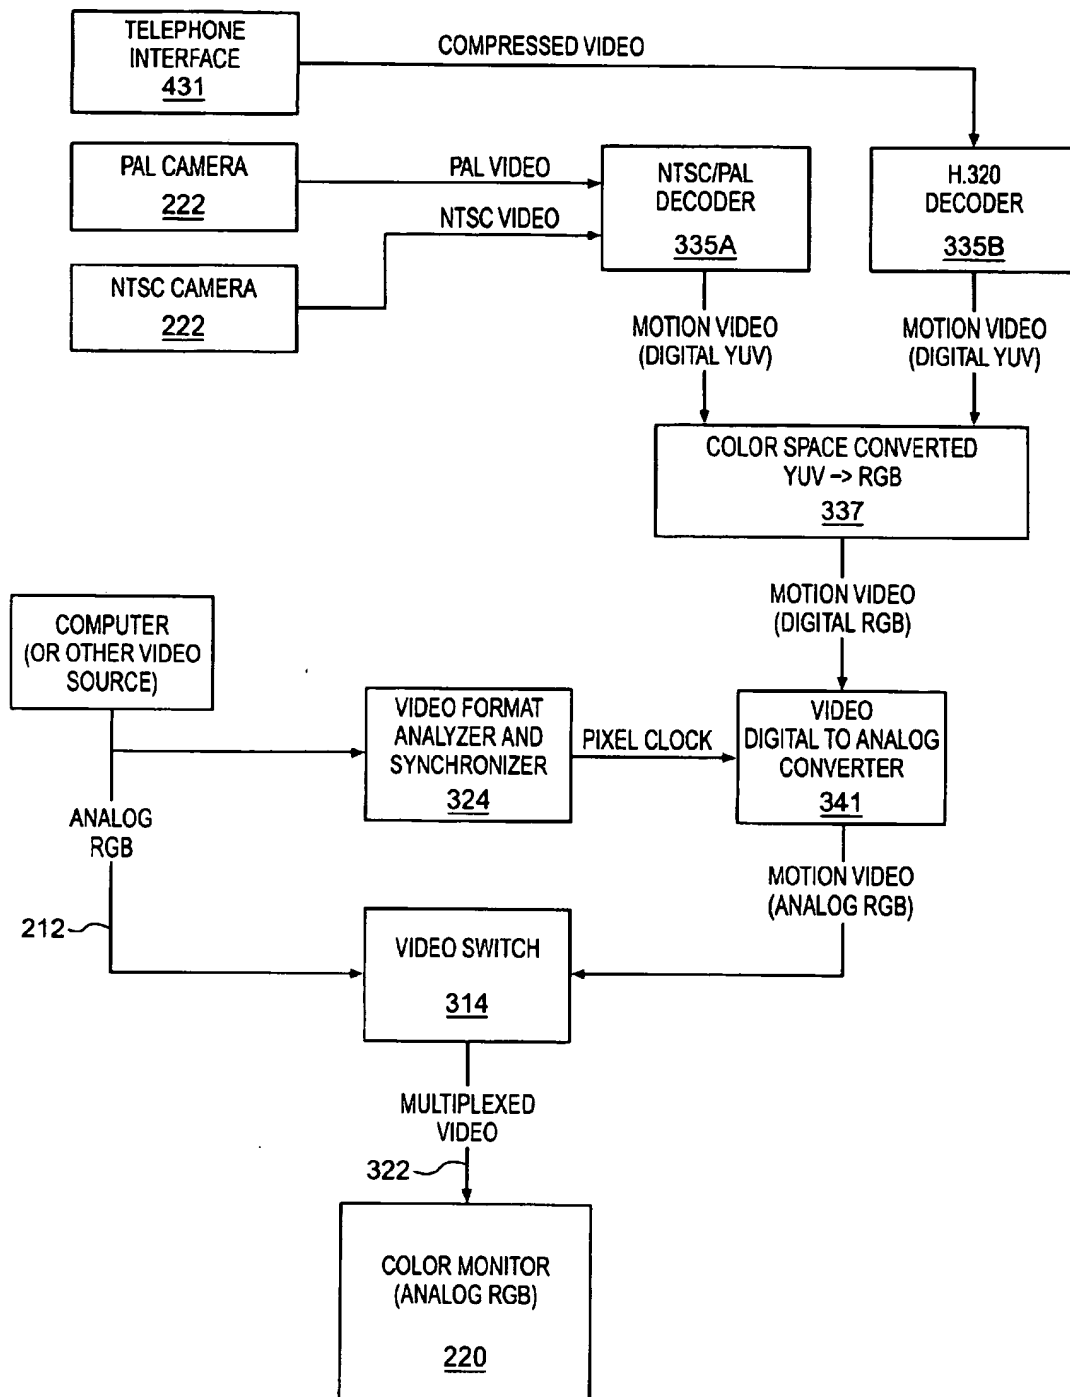 TELEPHONE
INTERFACE
431
COMPRESSED VIDEO
PAL CAMERA
222
PAL VIDEO
NTSC VIDEO
NTSC CAMERA
222
NTSC/PAL
DECODER
335A
H.320
DECODER
335B
MOTION VIDEO
(DIGITAL YUV)
MOTION VIDEO
(DIGITAL YUV)
COLOR SPACE CONVERTED
YUV -> RGB
337
MOTION VIDEO
(DIGITAL RGB)
COMPUTER
(OR OTHER VIDEO
SOURCE)
VIDEO FORMAT
ANALYZER AND
SYNCHRONIZER
324
PIXEL CLOCK
VIDEO
DIGITAL TO ANALOG
CONVERTER
341
ANALOG
RGB
MOTION VIDEO
(ANALOG RGB)
212
VIDEO SWITCH
314
MULTIPLEXED
VIDEO
322
COLOR MONITOR
(ANALOG RGB)
220